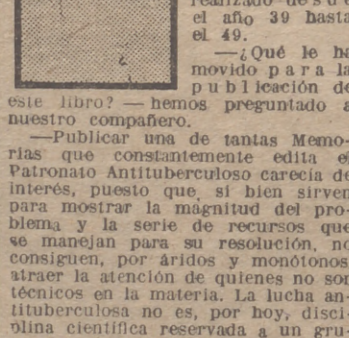 realizado
el año 39 hasta
el 49.
—¿Qué le ha
movido para la
publicación de
este libro? — hemos preguntado a
nuestro compañero.
—Publicar una de tantas Memo-
rias que constantemente edita el
Patronato Antituberculoso carecía de
interés, puesto que, si bien sirven
para mostrar la magnitud del pro-
blema y la serie de recursos que
se manejan para su resolución, no
consiguen, por áridos y monótonos,
atraer la atención de quienes no son
técnicos en la materia. La lucha an-
tituberculosa no es, por hoy, disci-
plina científica reservada a un gru-